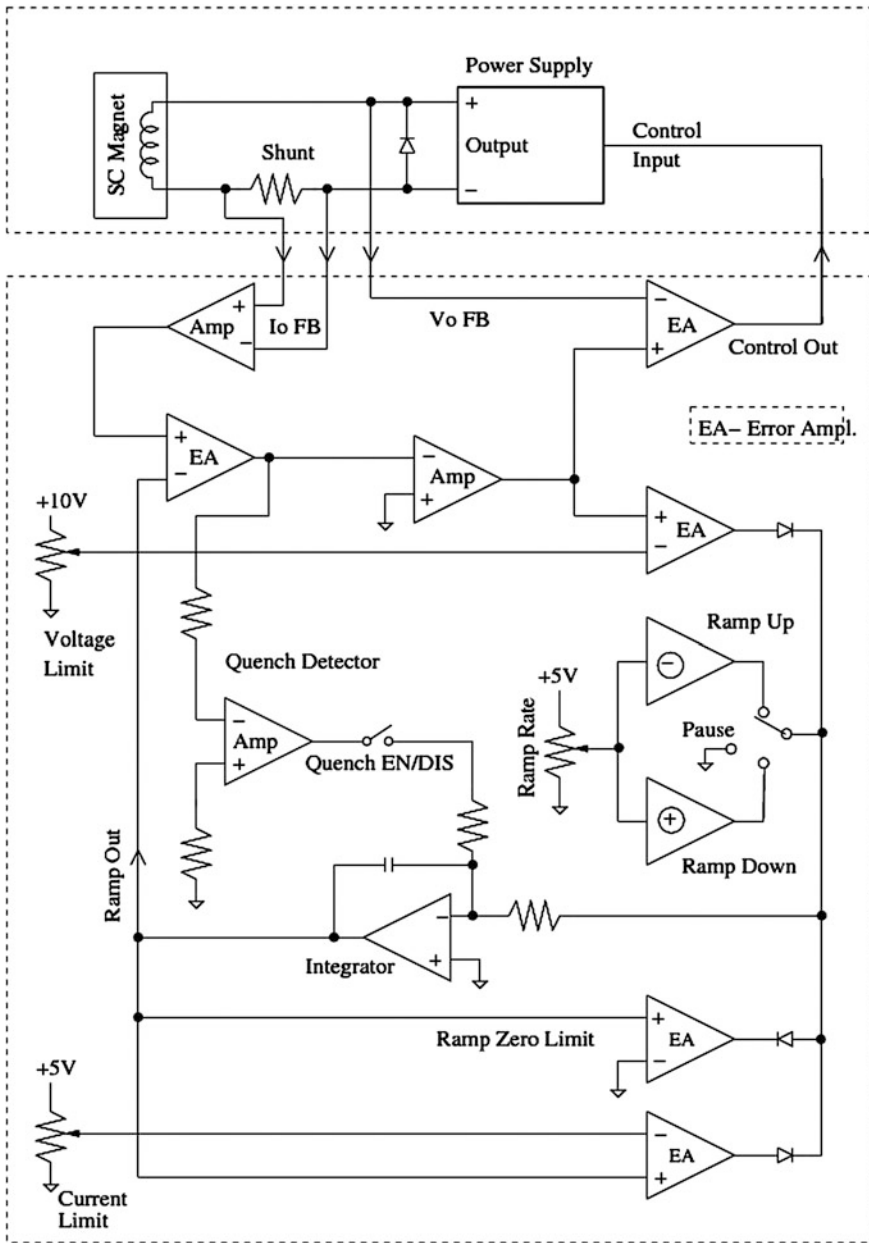 Power Supply
SC Magnet
Shunt
+
Output
−
Control
Input
+
Amp
−
Io FB
Vo FB
−
EA
+
Control Out
EA− Error Ampl.
+
EA
−
−
Amp
+
+10V
Voltage
Limit
+
EA
−
Quench Detector
−
Amp
+
Quench EN/DIS
Ramp Up
−
+5V
Ramp Rate
Pause
+
Ramp Down
Ramp Out
−
+
Integrator
Ramp Zero Limit
+
EA
−
+5V
Current
Limit
−
EA
+